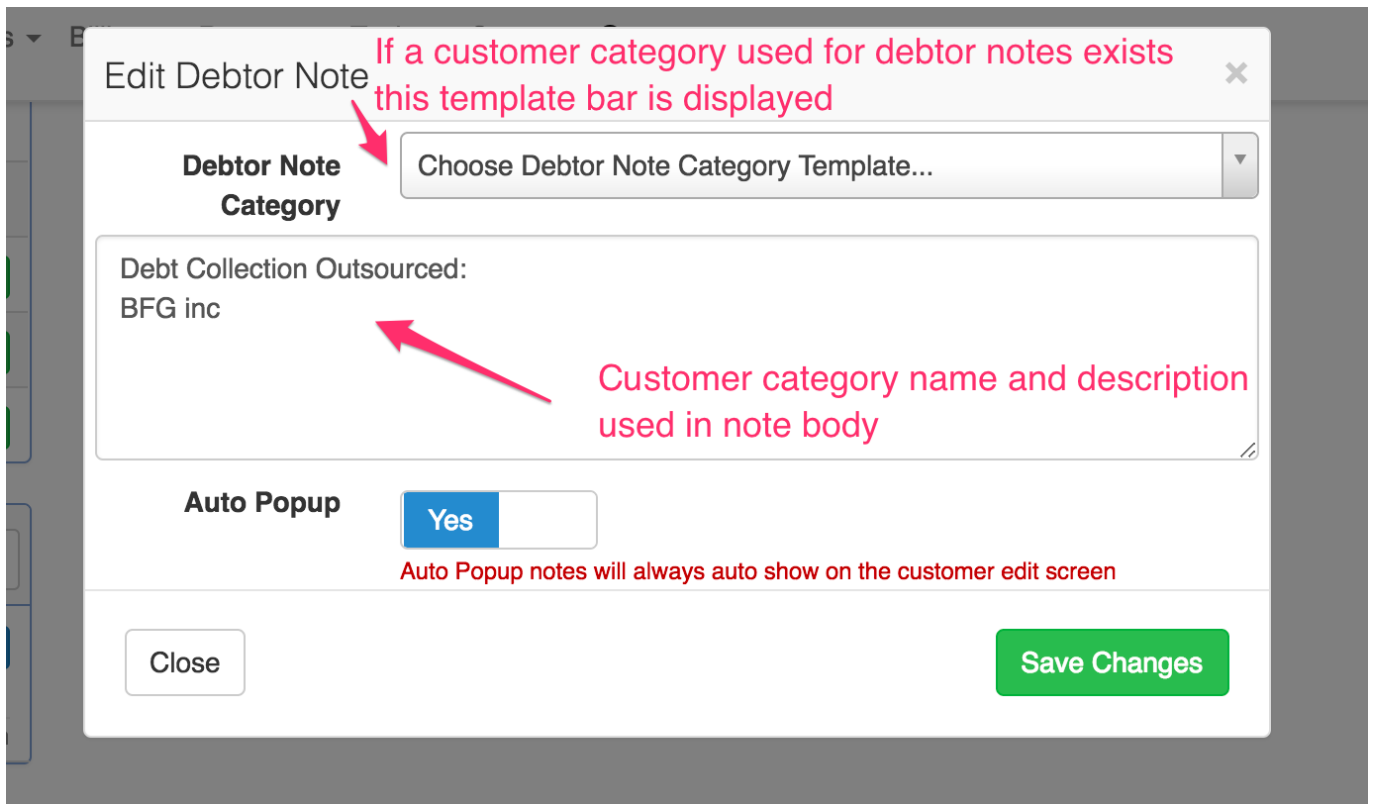 If a customer category used for debtor notes exists
this template bar is displayed
Edit Debtor Note
×
Debtor Note
Category
Choose Debtor Note Category Template...
Debt Collection Outsourced:
BFG inc
Customer category name and description
used in note body
Auto Popup
Yes
Auto Popup notes will always auto show on the customer edit screen
Close
Save Changes